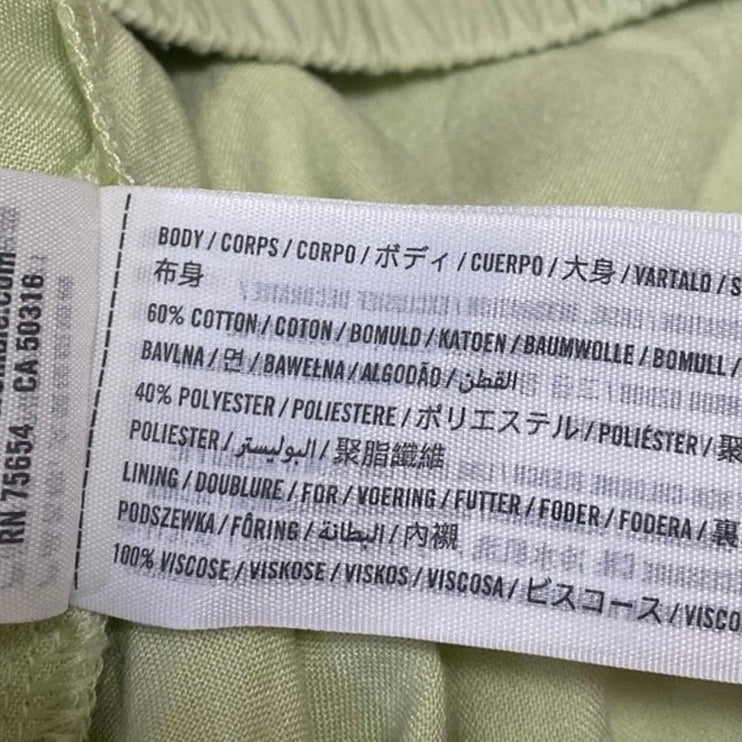 RN 75654 CA 50316
BODY / CORPS / CORPO / ボディ / CUERPO / 大身 / VARTALO / S
布身
60% COTTON / COTON / BOMULD / KATOEN / BAUMWOLLE / BOMULL /
BAVLNA / 면 / BAWEŁNA / ALGODÃO / القطن
40% POLYESTER / POLIESTERE / ポリエステル / POLIÉSTER / 聚
POLIESTER / البوليستر / 聚脂纖維
LINING / DOUBLURE / FOR / VOERING / FUTTER / FODER / FODERA / 裏
PODSZEWKA / FÔRING / البطانة / 內襯
100% VISCOSE / VISKOSE / VISKOS / VISCOSA / ビスコース / VISCO